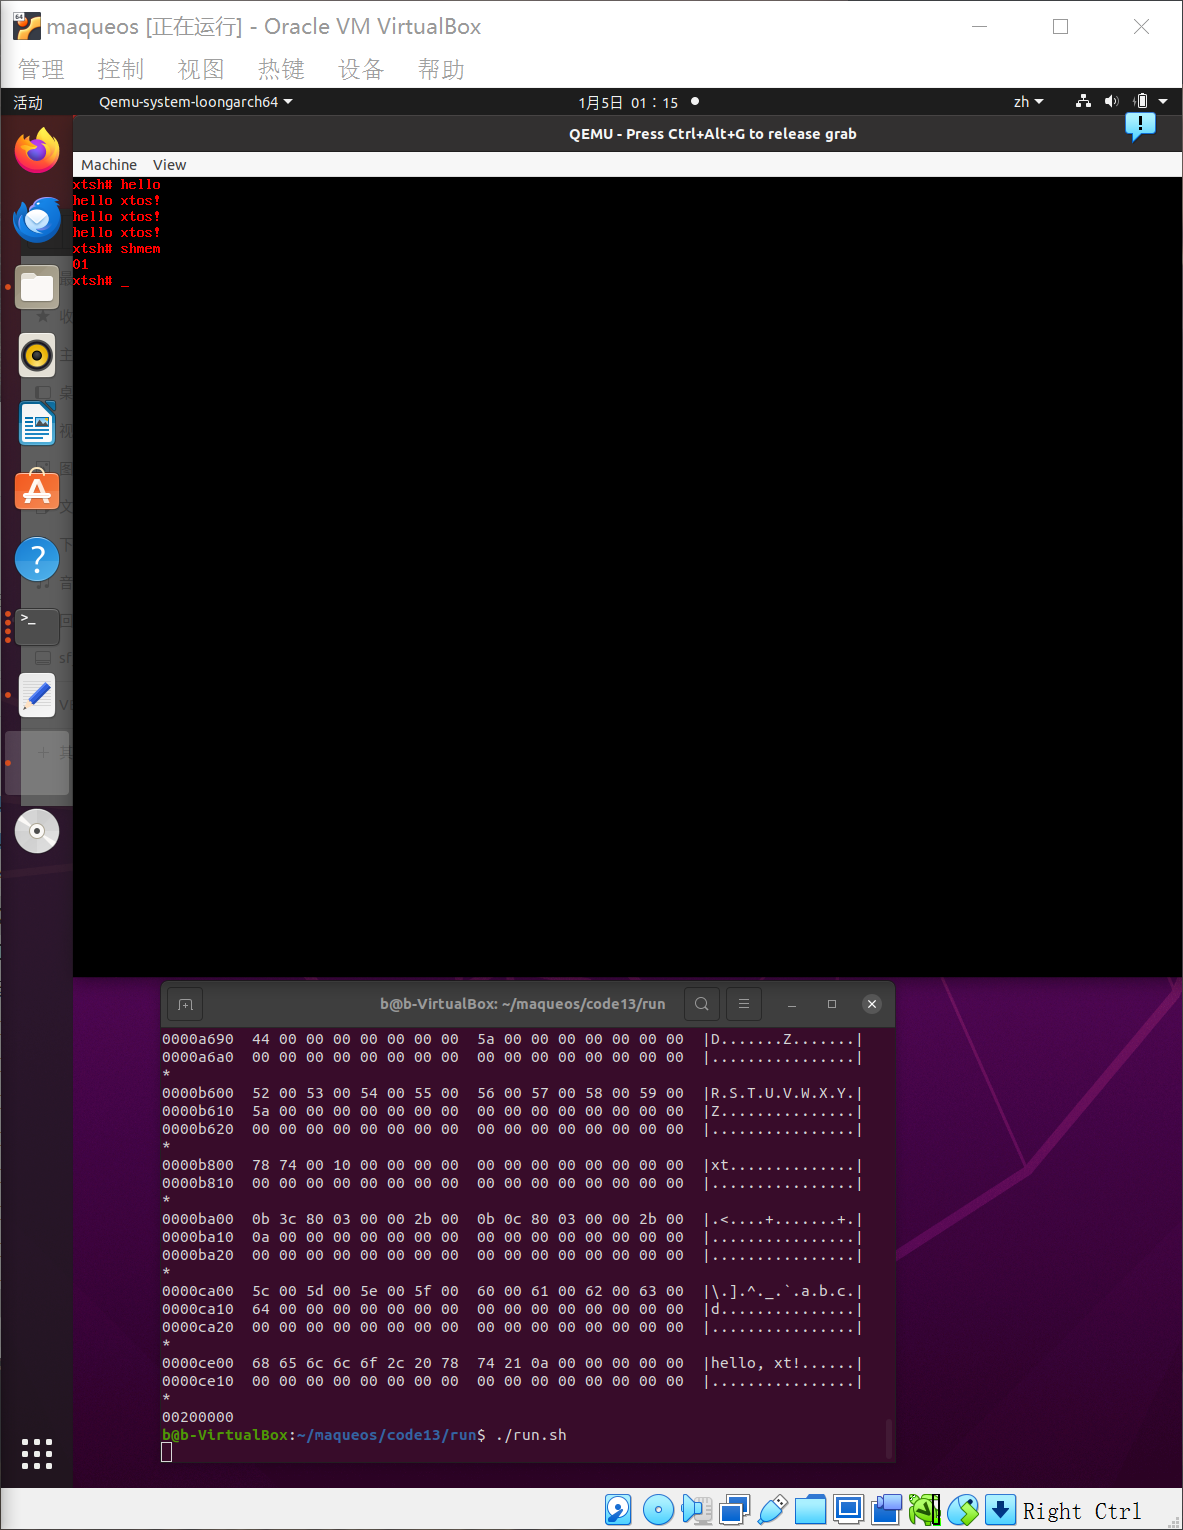 maqueos [正在运行] - Oracle VM VirtualBox
管理 控制 视图 热键 设备 帮助
活动 Qemu-system-loongarch64 1月5日 01：15 zh
QEMU - Press Ctrl+Alt+G to release grab
Machine View
xtsh# hello
hello xtos!
hello xtos!
hello xtos!
xtsh# shmem
01
xtsh# _
b@b-VirtualBox: ~/maqueos/code13/run
0000a690  44 00 00 00 00 00 00 00  5a 00 00 00 00 00 00 00  |D.......Z.......|
0000a6a0  00 00 00 00 00 00 00 00  00 00 00 00 00 00 00 00  |................|
*
0000b600  52 00 53 00 54 00 55 00  56 00 57 00 58 00 59 00  |R.S.T.U.V.W.X.Y.|
0000b610  5a 00 00 00 00 00 00 00  00 00 00 00 00 00 00 00  |Z...............|
0000b620  00 00 00 00 00 00 00 00  00 00 00 00 00 00 00 00  |................|
*
0000b800  78 74 00 10 00 00 00 00  00 00 00 00 00 00 00 00  |xt..............|
0000b810  00 00 00 00 00 00 00 00  00 00 00 00 00 00 00 00  |................|
*
0000ba00  0b 3c 80 03 00 00 2b 00  0b 0c 80 03 00 00 2b 00  |.<....+.......+.|
0000ba10  0a 00 00 00 00 00 00 00  00 00 00 00 00 00 00 00  |................|
0000ba20  00 00 00 00 00 00 00 00  00 00 00 00 00 00 00 00  |................|
*
0000ca00  5c 00 5d 00 5e 00 5f 00  60 00 61 00 62 00 63 00  |\.].^._.`.a.b.c.|
0000ca10  64 00 00 00 00 00 00 00  00 00 00 00 00 00 00 00  |d...............|
0000ca20  00 00 00 00 00 00 00 00  00 00 00 00 00 00 00 00  |................|
*
0000ce00  68 65 6c 6c 6f 2c 20 78  74 21 0a 00 00 00 00 00  |hello, xt!......|
0000ce10  00 00 00 00 00 00 00 00  00 00 00 00 00 00 00 00  |................|
*
00200000
b@b-VirtualBox:~/maqueos/code13/run$ ./run.sh
Right Ctrl